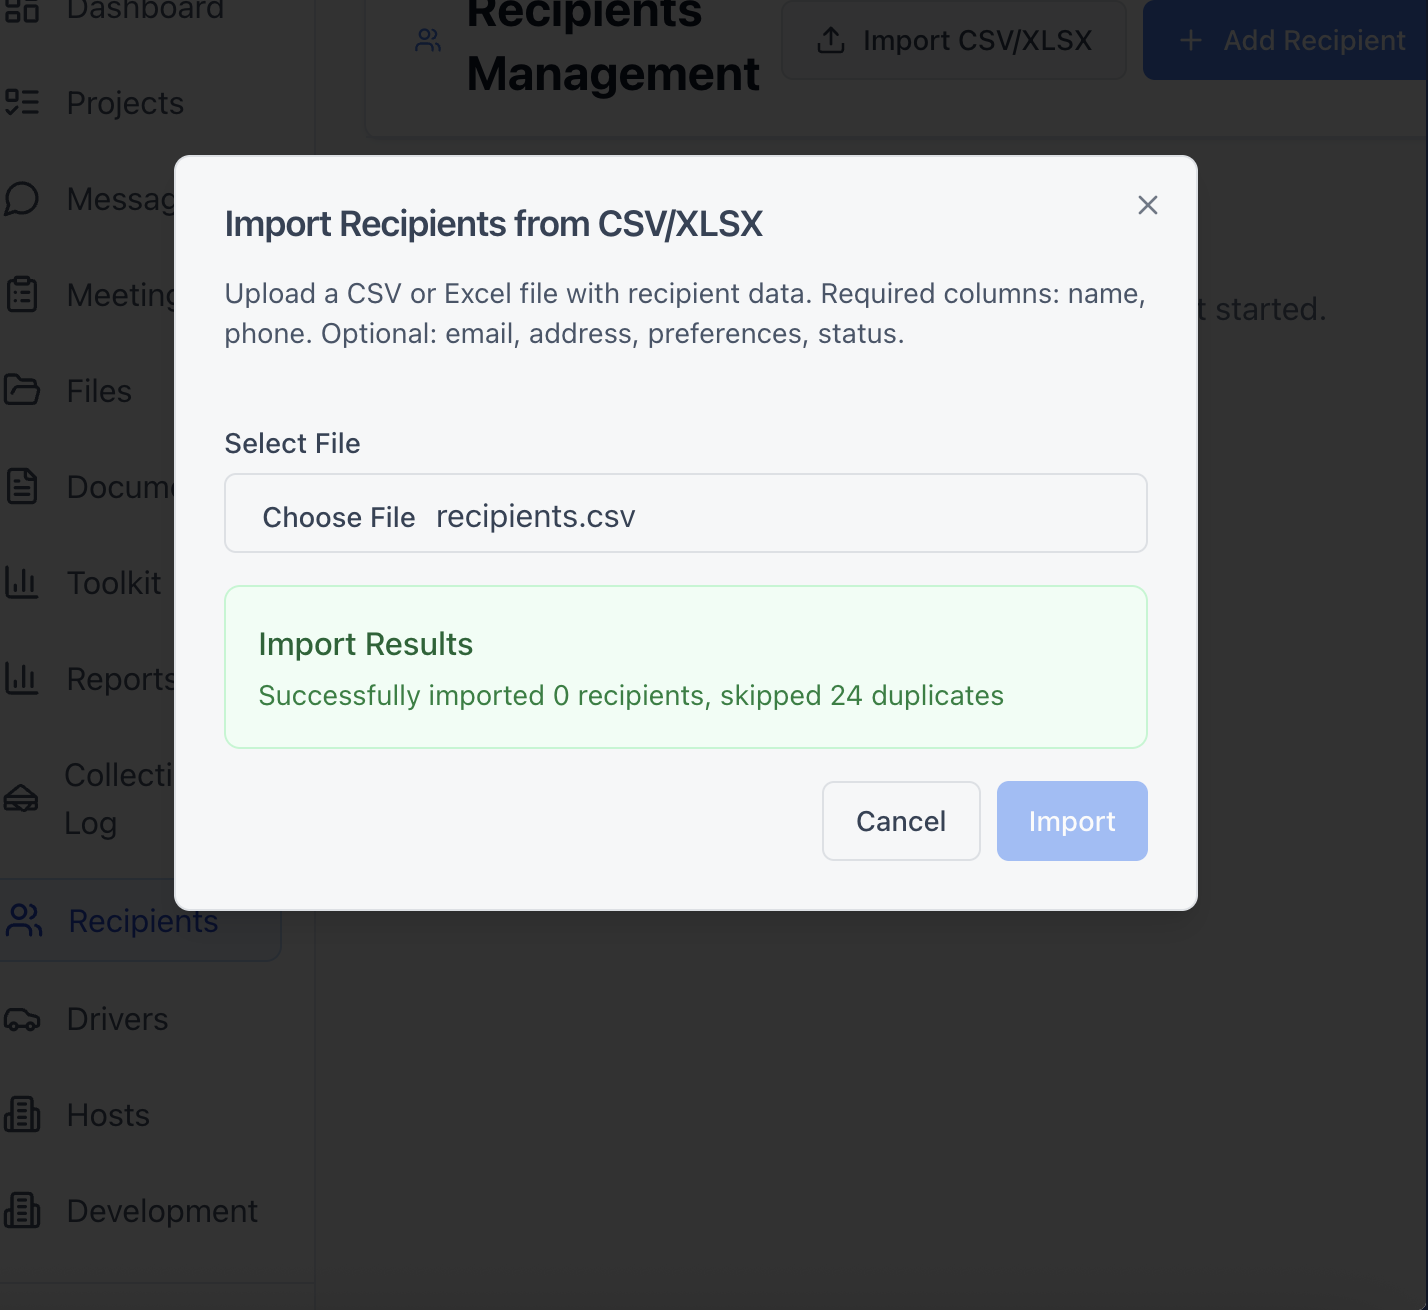 Dashboard
Recipients
Management
Import CSV/XLSX
Add Recipient
Projects
Messag
Meeting
Files
Docume
Toolkit
Reports
Collecti
Log
Recipients
Drivers
Hosts
Development
t started.
Import Recipients from CSV/XLSX
Upload a CSV or Excel file with recipient data. Required columns: name,
phone. Optional: email, address, preferences, status.
Select File
Choose File recipients.csv
Import Results
Successfully imported 0 recipients, skipped 24 duplicates
Cancel
Import